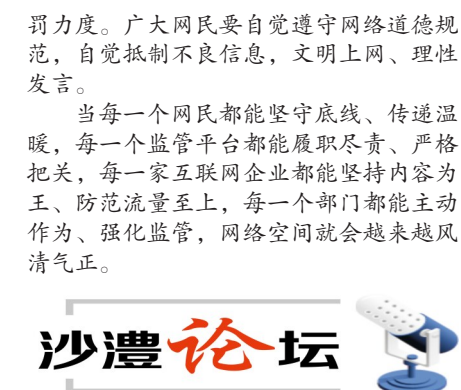 罚力度。广大网民要自觉遵守网络道德规
范，自觉抵制不良信息，文明上网、理性
发言。
当每一个网民都能坚守底线、传递温
暖，每一个监管平台都能履职尽责、严格
把关，每一家互联网企业都能坚持内容为
王、防范流量至上，每一个部门都能主动
作为、强化监管，网络空间就会越来越风
清气正。
沙澧论坛